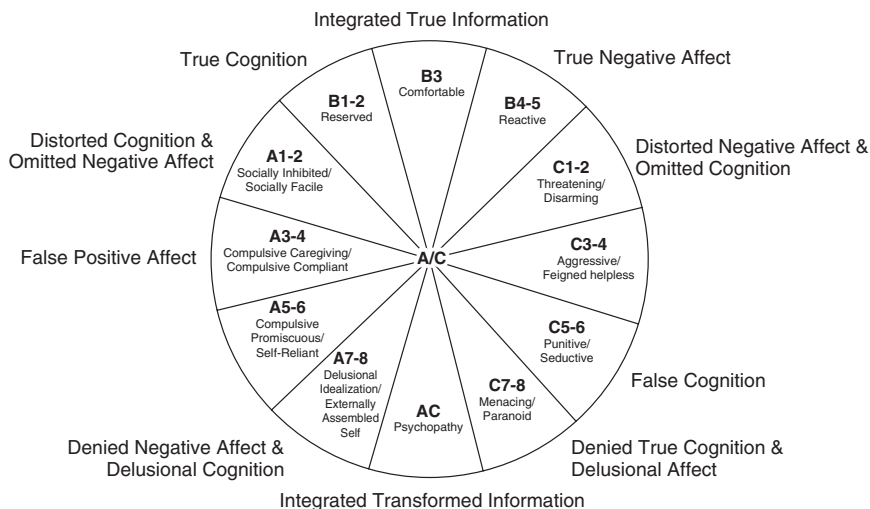 Integrated True Information
True Cognition
True Negative Affect
B3
Comfortable
B1-2
Reserved
B4-5
Reactive
Distorted Cognition &
Omitted Negative Affect
Distorted Negative Affect &
Omitted Cognition
A1-2
Socially Inhibited/
Socially Facile
C1-2
Threatening/
Disarming
False Positive Affect
A3-4
Compulsive Caregiving/
Compulsive Compliant
A/C
C3-4
Aggressive/
Feigned helpless
A5-6
Compulsive
Promiscuous/
Self-Reliant
C5-6
Punitive/
Seductive
False Cognition
A7-8
Delusional
Idealization/
Externally
Assembled
Self
AC
Psychopathy
C7-8
Menacing/
Paranoid
Denied Negative Affect &
Delusional Cognition
Denied True Cognition &
Delusional Affect
Integrated Transformed Information